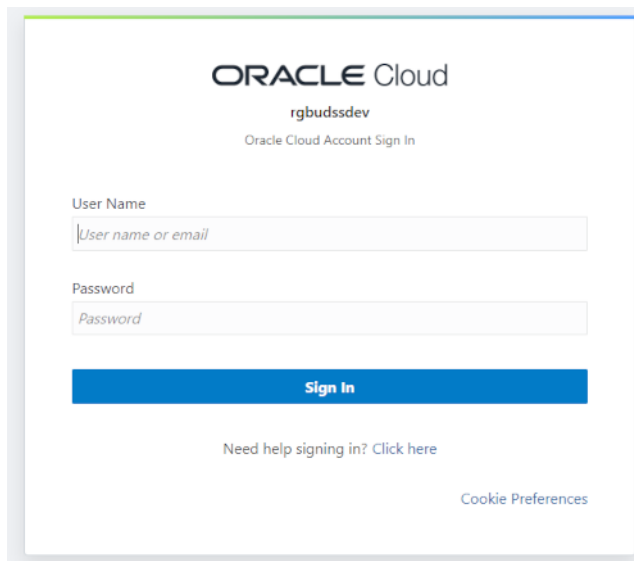 ORACLE Cloud
rgbudssdev
Oracle Cloud Account Sign In
User Name
User name or email
Password
Password
Sign In
Need help signing in? Click here
Cookie Preferences